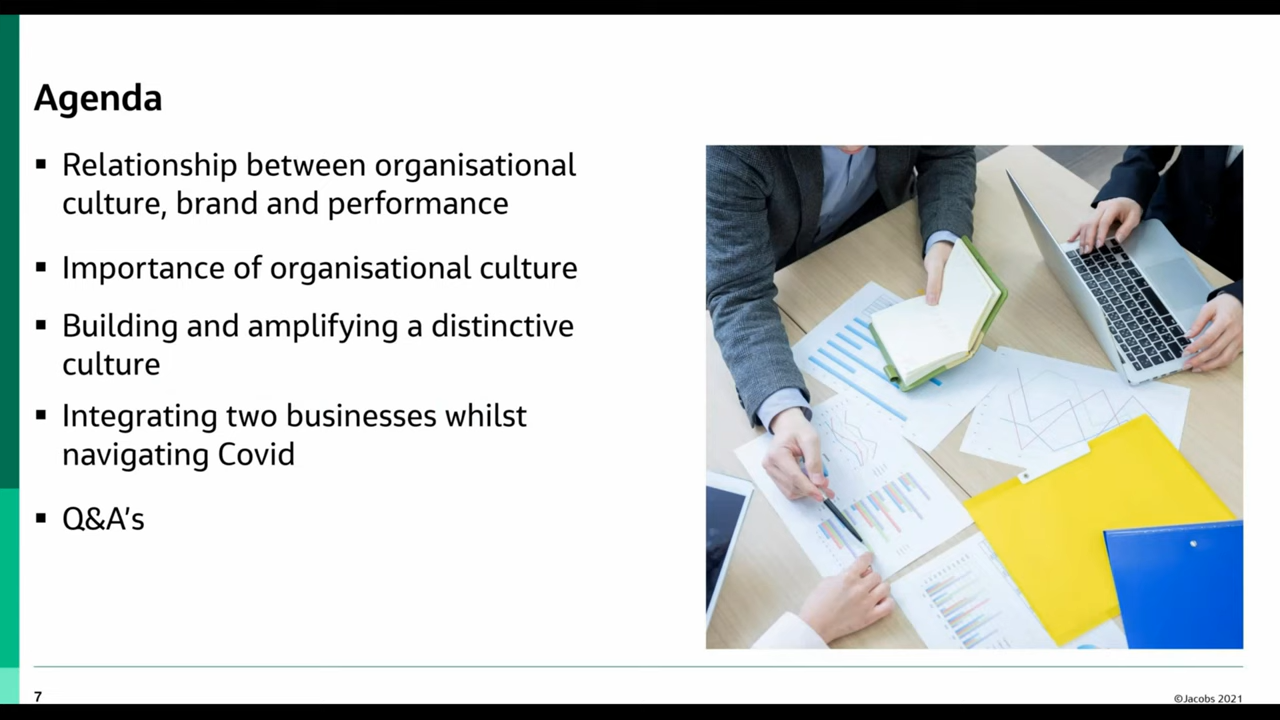 Agenda
▪ Relationship between organisational
culture, brand and performance
▪ Importance of organisational culture
▪ Building and amplifying a distinctive
culture
▪ Integrating two businesses whilst
navigating Covid
▪ Q&A’s
7
©Jacobs 2021